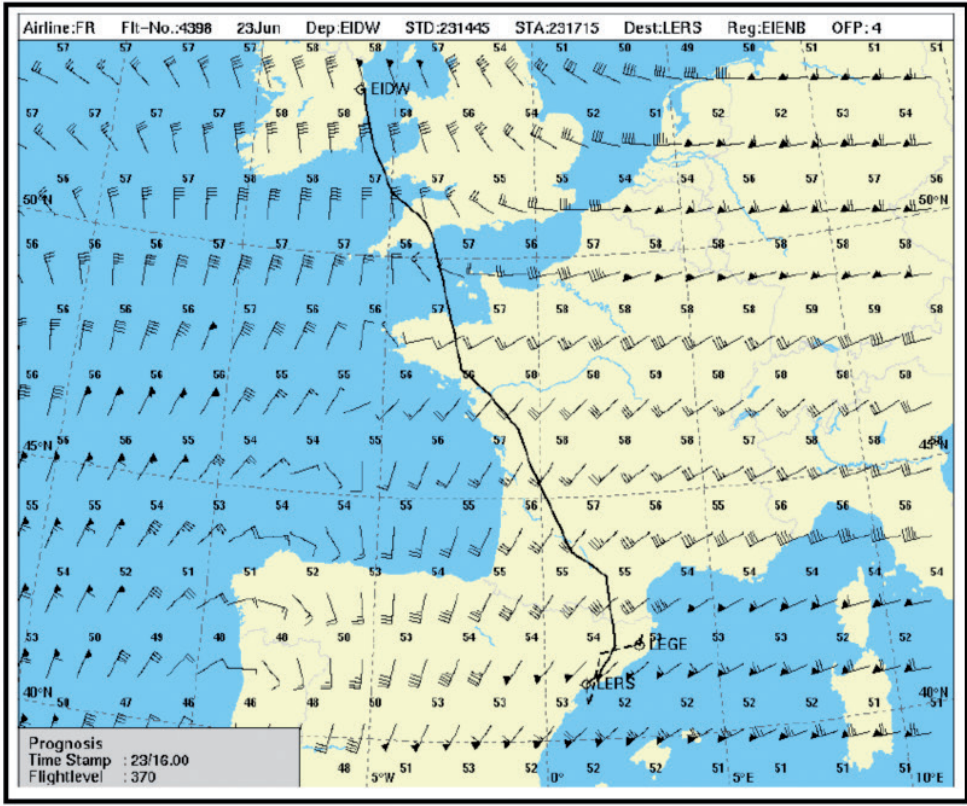 Airline:FR Flt-No.:4398 23Jun Dep:EIDW STD:231445 STA:231715 Dest:LERS Reg:EIENB OFP:4
57 57 57 58 58 58 57 56 54 52 50 49 50 51 51
EIDW
57 57 57 58 58 58 56 54 52 51 52 53 54 54
56 57 57 58 57 57 56 55 54 54 55 57 57 56
50°N 50°N
56 56 56 57 57 57 57 56 57 58 58 58 58 58
56 56 56 56 57 56 57 57 58 58 58 59 59 58
56 56 56 56 55 55 56 56 58 58 59 58 58 58
45°N 45°N
56 56 55 54 54 55 56 57 58 58 58 58 58
55 54 53 54 54 55 55 56 57 56 56 56 55
54 52 51 51 52 53 54 55 55 55 54 54 54 54
53 50 49 48 48 50 51 54 54 53 52 52 52
LEGE
LERS
40°N 40°N
50 47 46 46 48 49 51 53 53 52 52 51 51 51
48 50 52 52 52 52 51 51 51
5°W 0° 5°E 10°E
Prognosis
Time Stamp : 23/16.00
Flightlevel : 370